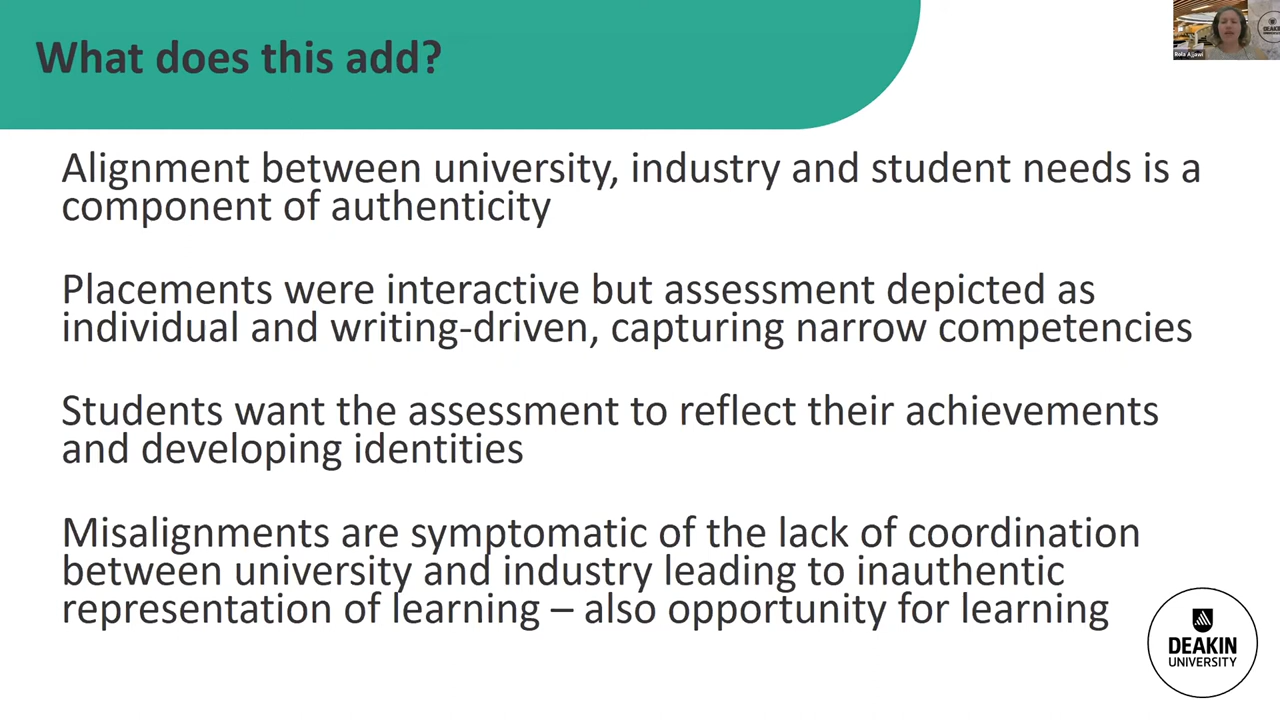 What does this add?
Rola Ajjawi
Alignment between university, industry and student needs is a
component of authenticity
Placements were interactive but assessment depicted as
individual and writing-driven, capturing narrow competencies
Students want the assessment to reflect their achievements
and developing identities
Misalignments are symptomatic of the lack of coordination
between university and industry leading to inauthentic
representation of learning – also opportunity for learning
DEAKIN
UNIVERSITY